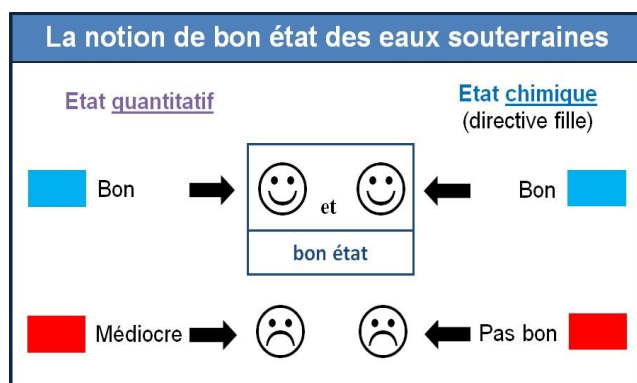 La notion de bon état des eaux souterraines
Etat quantitatif
Etat chimique
(directive fille)
Bon
et
Bon
bon état
Médiocre
Pas bon